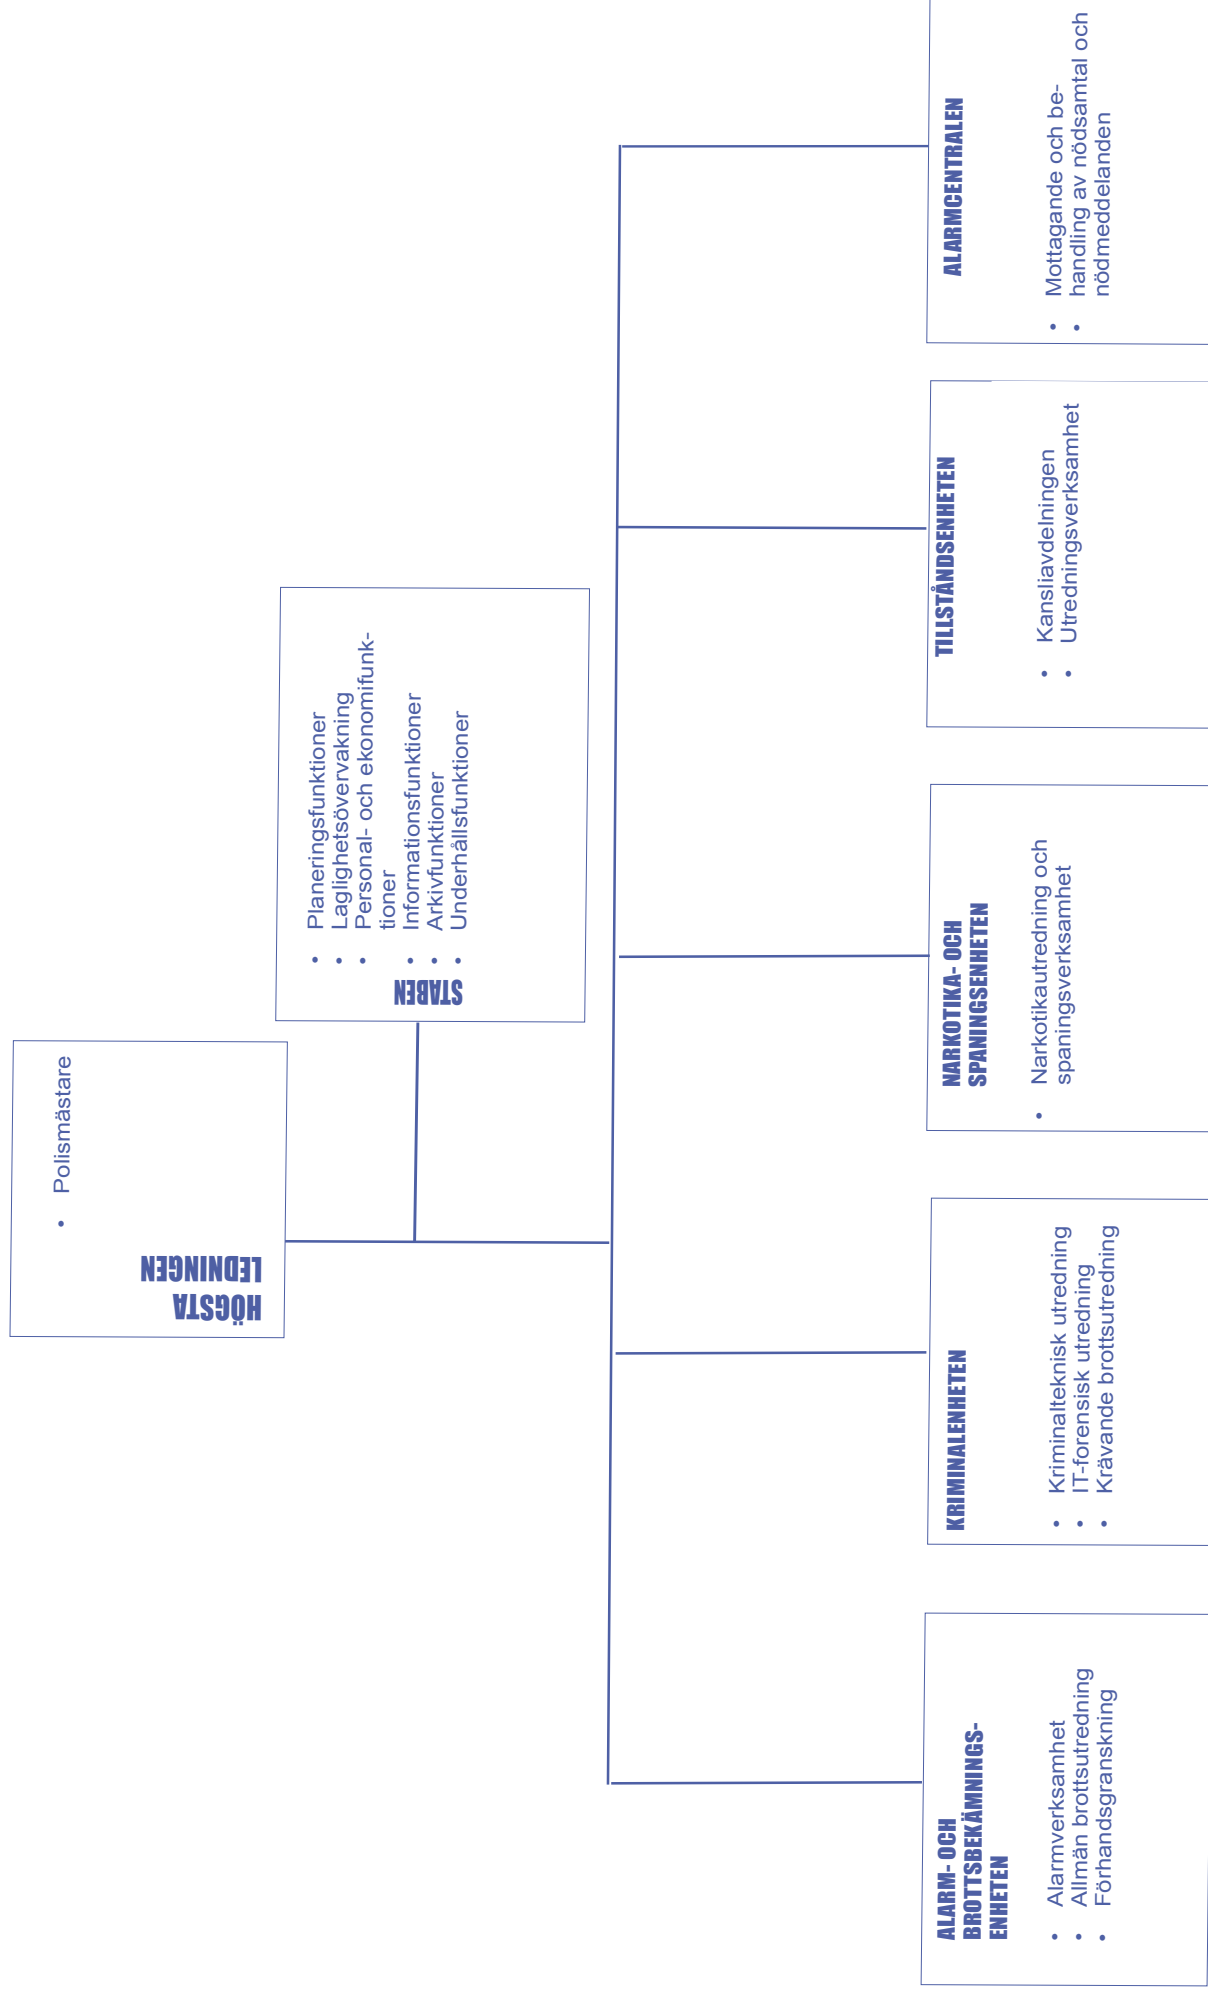 HÖGSTA
LEDNINGEN
• Polismästare
STABEN
• Planeringsfunktioner
• Laglighetsövervakning
• Personal- och ekonomifunk-
tioner
• Informationsfunktioner
• Arkivfunktioner
• Underhållsfunktioner
ALARM- OCH
BROTTSBEKÄMNINGS-
ENHETEN
• Alarmverksamhet
• Allmän brottsutredning
• Förhandsgranskning
KRIMINALENHETEN
• Kriminalteknisk utredning
• IT-forensisk utredning
• Krävande brottsutredning
NARKOTIKA- OCH
SPANINGSENHETEN
• Narkotikautredning och
spaningsverksamhet
TILLSTÅNDSENHETEN
• Kansliavdelningen
• Utredningsverksamhet
ALARMCENTRALEN
• Mottagande och be-
• handling av nödsamtal och
nödmeddelanden